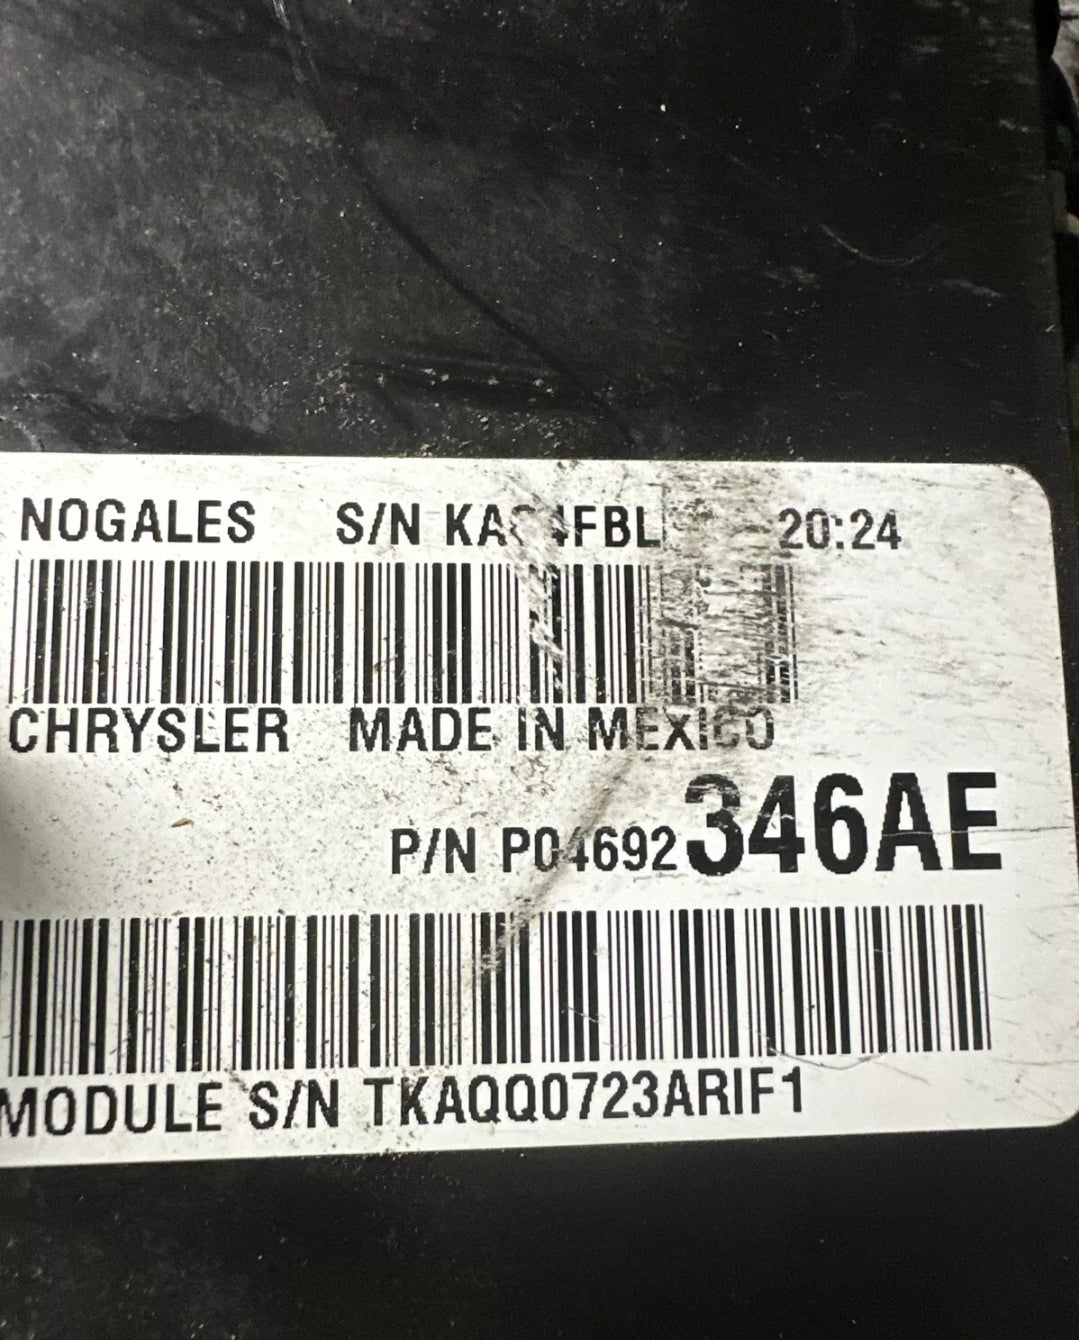 NOGALES S/N 20:24
CHRYSLER MADE IN MEXICO
P/N P04692346AE
MODULE S/N TKAQQ0723ARIF1